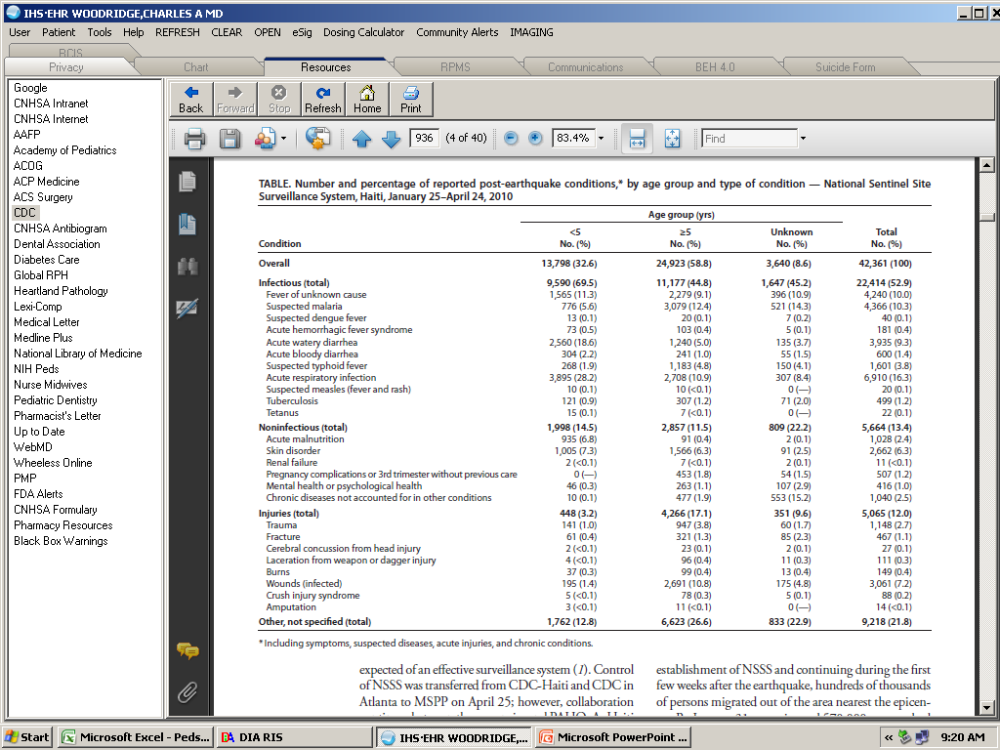 IHS-EHR WOODRIDGE,CHARLES A MD
User Patient Tools Help REFRESH CLEAR OPEN eSig Dosing Calculator Community Alerts IMAGING
RCIS
Privacy Chart Resources RPMS Communications BEH 4.0 Suicide Form
Google
CNHSA Intranet
CNHSA Internet
AAFP
Academy of Pediatrics
ACOG
ACP Medicine
ACS Surgery
CDC
CNHSA Antibiogram
Dental Association
Diabetes Care
Global RPH
Heartland Pathology
Lexi-Comp
Medical Letter
Medline Plus
National Library of Medicine
NIH Peds
Nurse Midwives
Pediatric Dentistry
Pharmacist's Letter
Up to Date
WebMD
Wheeless Online
PMP
FDA Alerts
CNHSA Formulary
Pharmacy Resources
Black Box Warnings
Back Forward Stop Refresh Home Print
936 (4 of 40) 83.4% Find
TABLE. Number and percentage of reported post-earthquake conditions,* by age group and type of condition — National Sentinel Site
Surveillance System, Haiti, January 25–April 24, 2010
Age group (yrs)
<5 ≥5 Unknown Total
Condition No. (%) No. (%) No. (%) No. (%)
Overall 13,798 (32.6) 24,923 (58.8) 3,640 (8.6) 42,361 (100)
Infectious (total) 9,590 (69.5) 11,177 (44.8) 1,647 (45.2) 22,414 (52.9)
Fever of unknown cause 1,565 (11.3) 2,279 (9.1) 396 (10.9) 4,240 (10.0)
Suspected malaria 776 (5.6) 3,079 (12.4) 521 (14.3) 4,366 (10.3)
Suspected dengue fever 13 (0.1) 20 (0.1) 7 (0.2) 40 (0.1)
Acute hemorrhagic fever syndrome 73 (0.5) 103 (0.4) 5 (0.1) 181 (0.4)
Acute watery diarrhea 2,560 (18.6) 1,240 (5.0) 135 (3.7) 3,935 (9.3)
Acute bloody diarrhea 304 (2.2) 241 (1.0) 55 (1.5) 600 (1.4)
Suspected typhoid fever 268 (1.9) 1,183 (4.8) 150 (4.1) 1,601 (3.8)
Acute respiratory infection 3,895 (28.2) 2,708 (10.9) 307 (8.4) 6,910 (16.3)
Suspected measles (fever and rash) 10 (0.1) 10 (<0.1) 0 (—) 20 (0.1)
Tuberculosis 121 (0.9) 307 (1.2) 71 (2.0) 499 (1.2)
Tetanus 15 (0.1) 7 (<0.1) 0 (—) 22 (0.1)
Noninfectious (total) 1,998 (14.5) 2,857 (11.5) 809 (22.2) 5,664 (13.4)
Acute malnutrition 935 (6.8) 91 (0.4) 2 (0.1) 1,028 (2.4)
Skin disorder 1,005 (7.3) 1,566 (6.3) 91 (2.5) 2,662 (6.3)
Renal failure 2 (<0.1) 7 (<0.1) 2 (0.1) 11 (<0.1)
Pregnancy complications or 3rd trimester without previous care 0 (—) 453 (1.8) 54 (1.5) 507 (1.2)
Mental health or psychological health 46 (0.3) 263 (1.1) 107 (2.9) 416 (1.0)
Chronic diseases not accounted for in other conditions 10 (0.1) 477 (1.9) 553 (15.2) 1,040 (2.5)
Injuries (total) 448 (3.2) 4,266 (17.1) 351 (9.6) 5,065 (12.0)
Trauma 141 (1.0) 947 (3.8) 60 (1.7) 1,148 (2.7)
Fracture 61 (0.4) 321 (1.3) 85 (2.3) 467 (1.1)
Cerebral concussion from head injury 2 (<0.1) 23 (0.1) 2 (0.1) 27 (0.1)
Laceration from weapon or dagger injury 4 (<0.1) 96 (0.4) 11 (0.3) 111 (0.3)
Burns 37 (0.3) 99 (0.4) 13 (0.4) 149 (0.4)
Wounds (infected) 195 (1.4) 2,691 (10.8) 175 (4.8) 3,061 (7.2)
Crush injury syndrome 5 (<0.1) 78 (0.3) 5 (0.1) 88 (0.2)
Amputation 3 (<0.1) 11 (<0.1) 0 (—) 14 (<0.1)
Other, not specified (total) 1,762 (12.8) 6,623 (26.6) 833 (22.9) 9,218 (21.8)
* Including symptoms, suspected diseases, acute injuries, and chronic conditions.
expected of an effective surveillance system (1). Control
of NSSS was transferred from CDC-Haiti and CDC in
Atlanta to MSPP on April 25; however, collaboration
establishment of NSSS and continuing during the first
few weeks after the earthquake, hundreds of thousands
of persons migrated out of the area nearest the epicen-
Start Microsoft Excel - Peds... DIA RIS IHS-EHR WOODRIDGE,... Microsoft PowerPoint ... « 9:20 AM